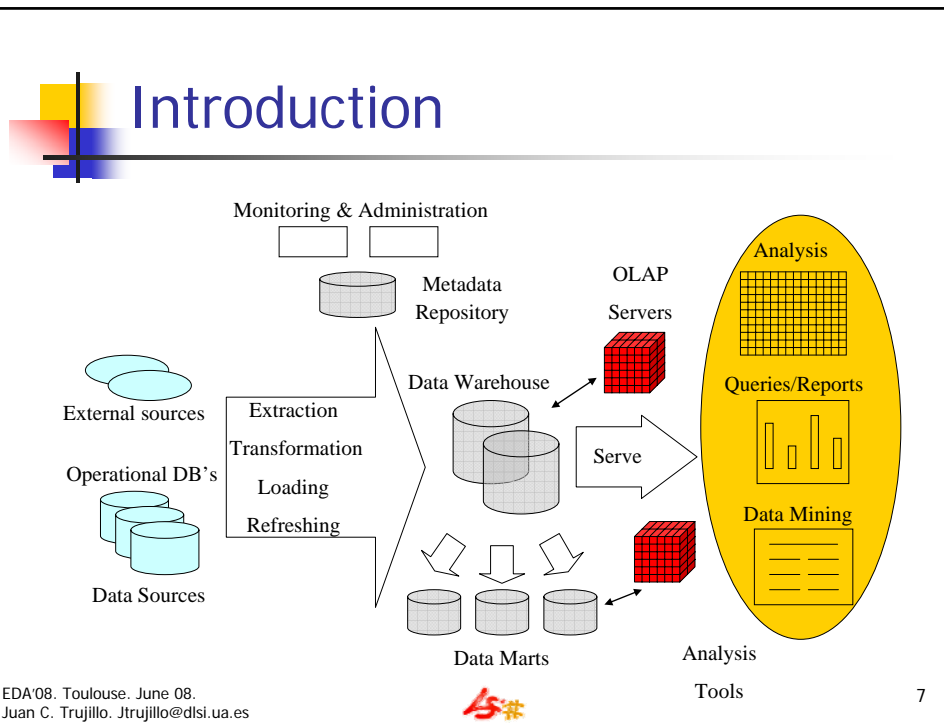 Introduction
Monitoring & Administration
Metadata
Repository
OLAP
Servers
Analysis
External sources
Extraction
Transformation
Loading
Refreshing
Operational DB's
Data Sources
Data Warehouse
Serve
Queries/Reports
Data Mining
Data Marts
Analysis
Tools
EDA'08. Toulouse. June 08.
Juan C. Trujillo. Jtrujillo@dlsi.ua.es
7